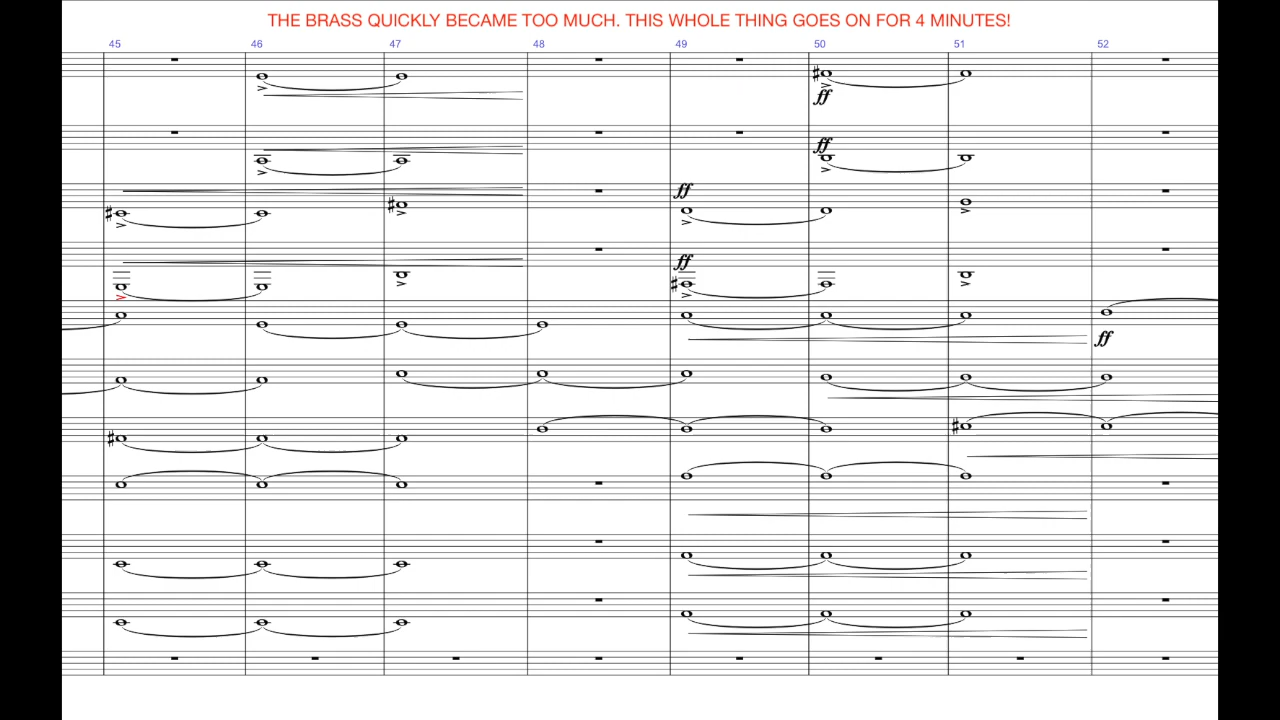 THE BRASS QUICKLY BECAME TOO MUCH. THIS WHOLE THING GOES ON FOR 4 MINUTES!
45 46 47 48 49 50 51 52
ff
ff
ff
ff
ff